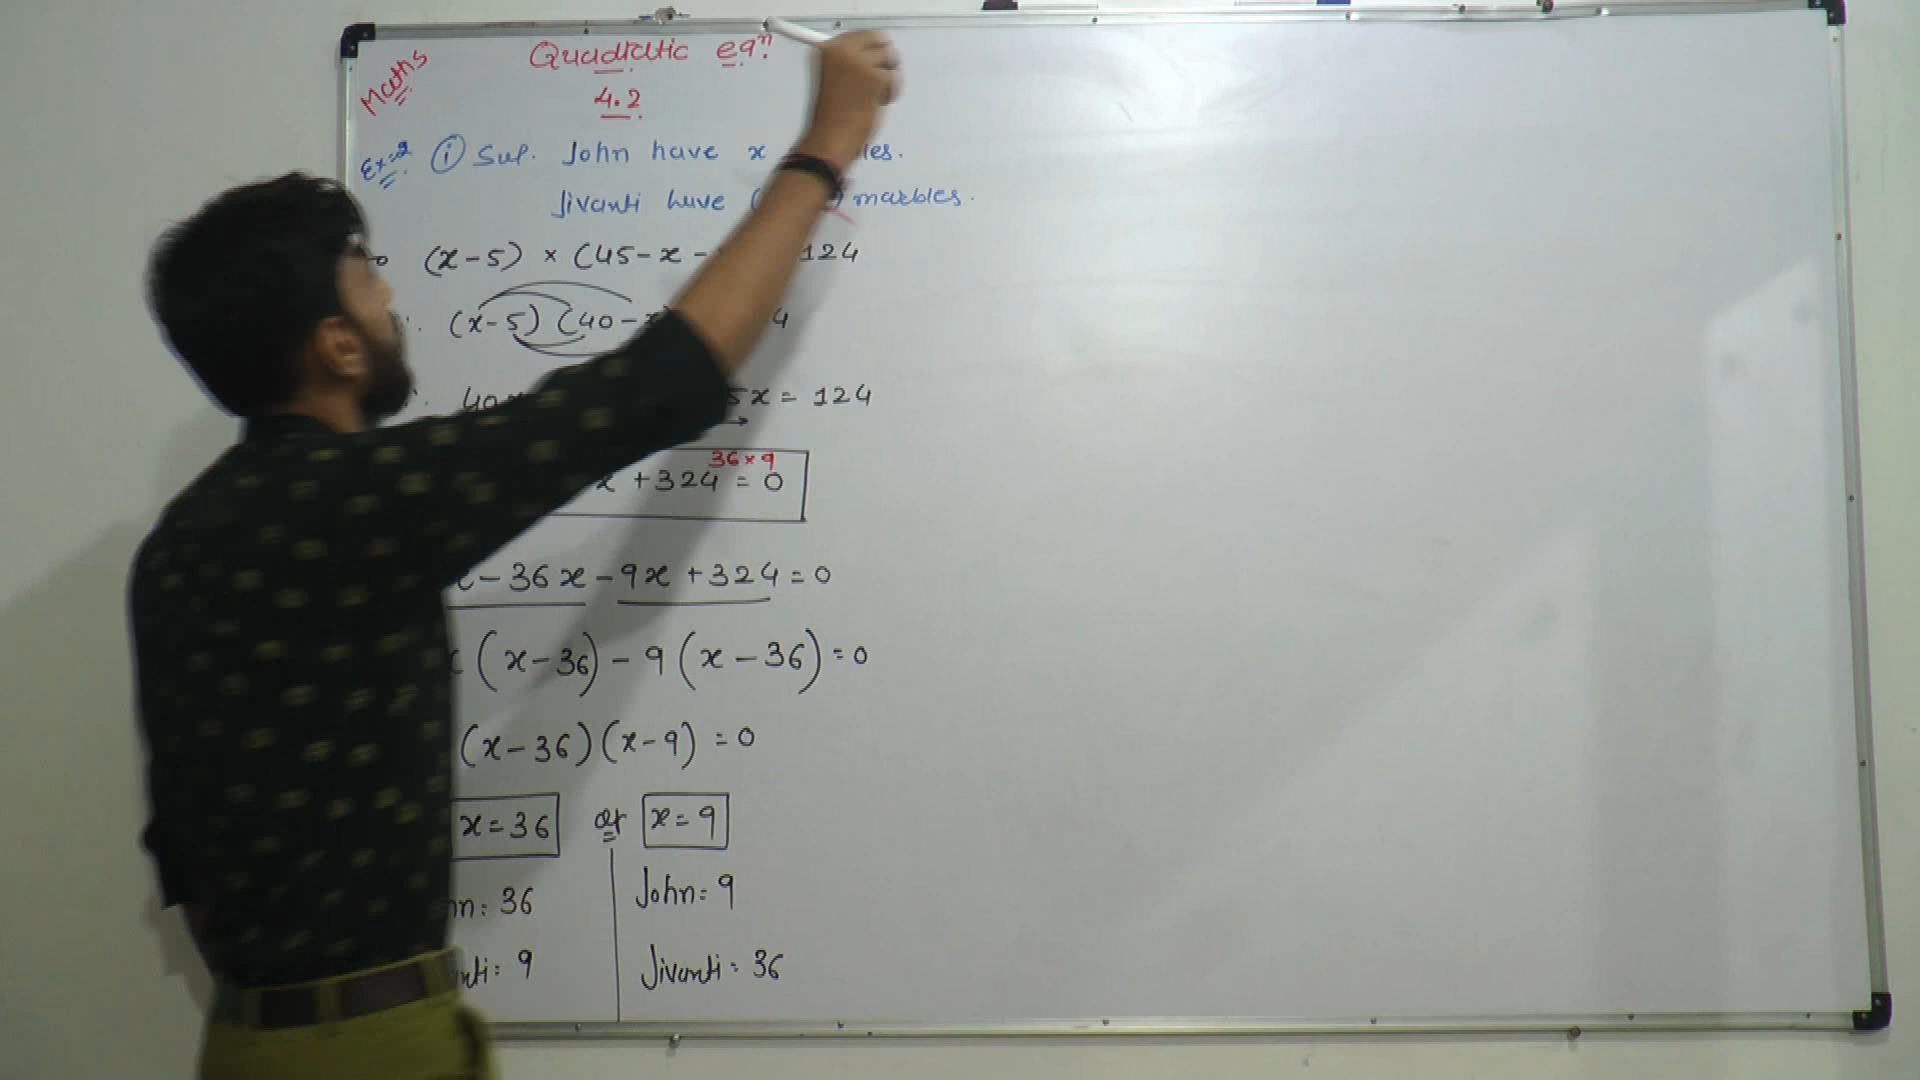 Maths
Quadratic eqⁿ.
4.2
Ex:2 (i) Sup. John have x les.
Jivanti have ( ) marbles.
(x-5) × (45-x- 124
∴ (x-5) (40-x 4
∴ 40 5x = 124
36×9
x +324 = 0
x - 36x - 9x + 324 = 0
x (x-36) - 9 (x-36) = 0
(x-36) (x-9) = 0
x = 36 or x = 9
hn: 36
John: 9
nti: 9
Jivanti: 36